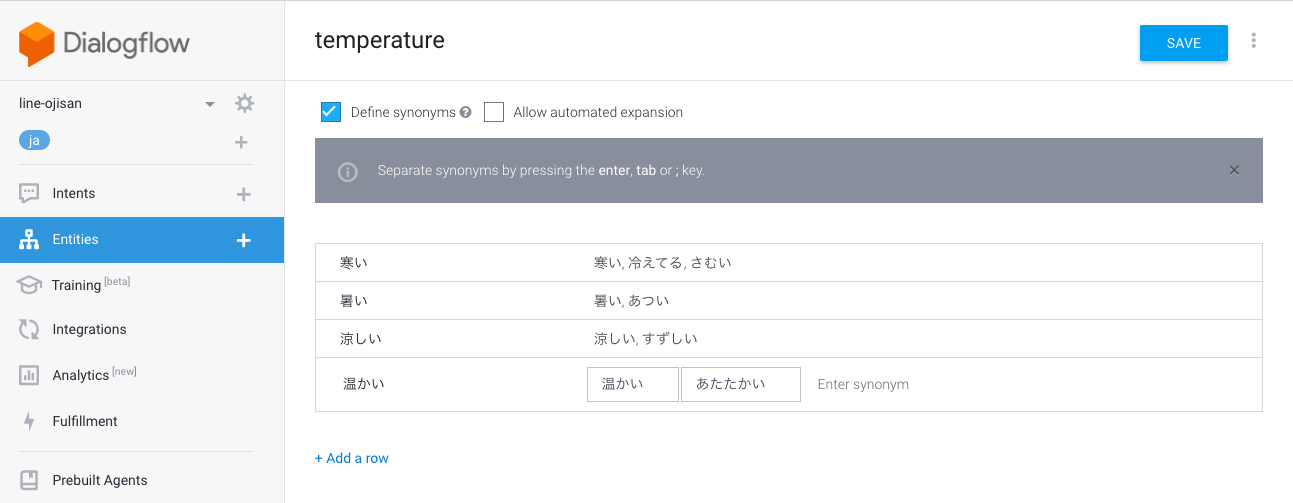 Dialogflow
line-ojisan
ja
Intents
Entities
Training [beta]
Integrations
Analytics [new]
Fulfillment
Prebuilt Agents
temperature
SAVE
Define synonyms
Allow automated expansion
Separate synonyms by pressing the enter, tab or ; key.
寒い 寒い, 冷えてる, さむい
暑い 暑い, あつい
涼しい 涼しい, すずしい
温かい 温かい あたたかい Enter synonym
+ Add a row